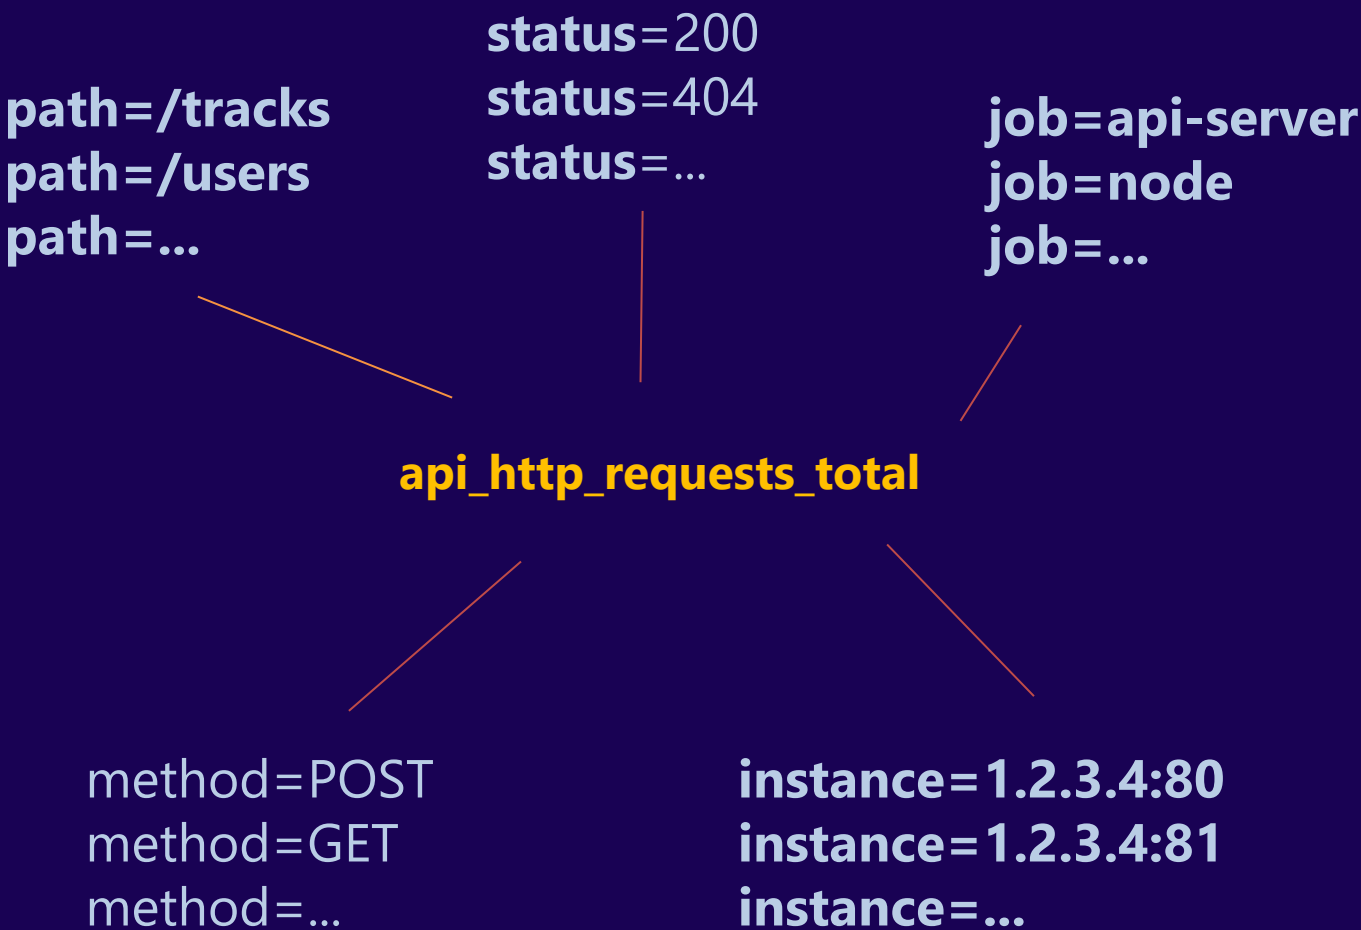 path=/tracks
path=/users
path=...
status=200
status=404
status=...
job=api-server
job=node
job=...
api_http_requests_total
method=POST
method=GET
method=...
instance=1.2.3.4:80
instance=1.2.3.4:81
instance=...